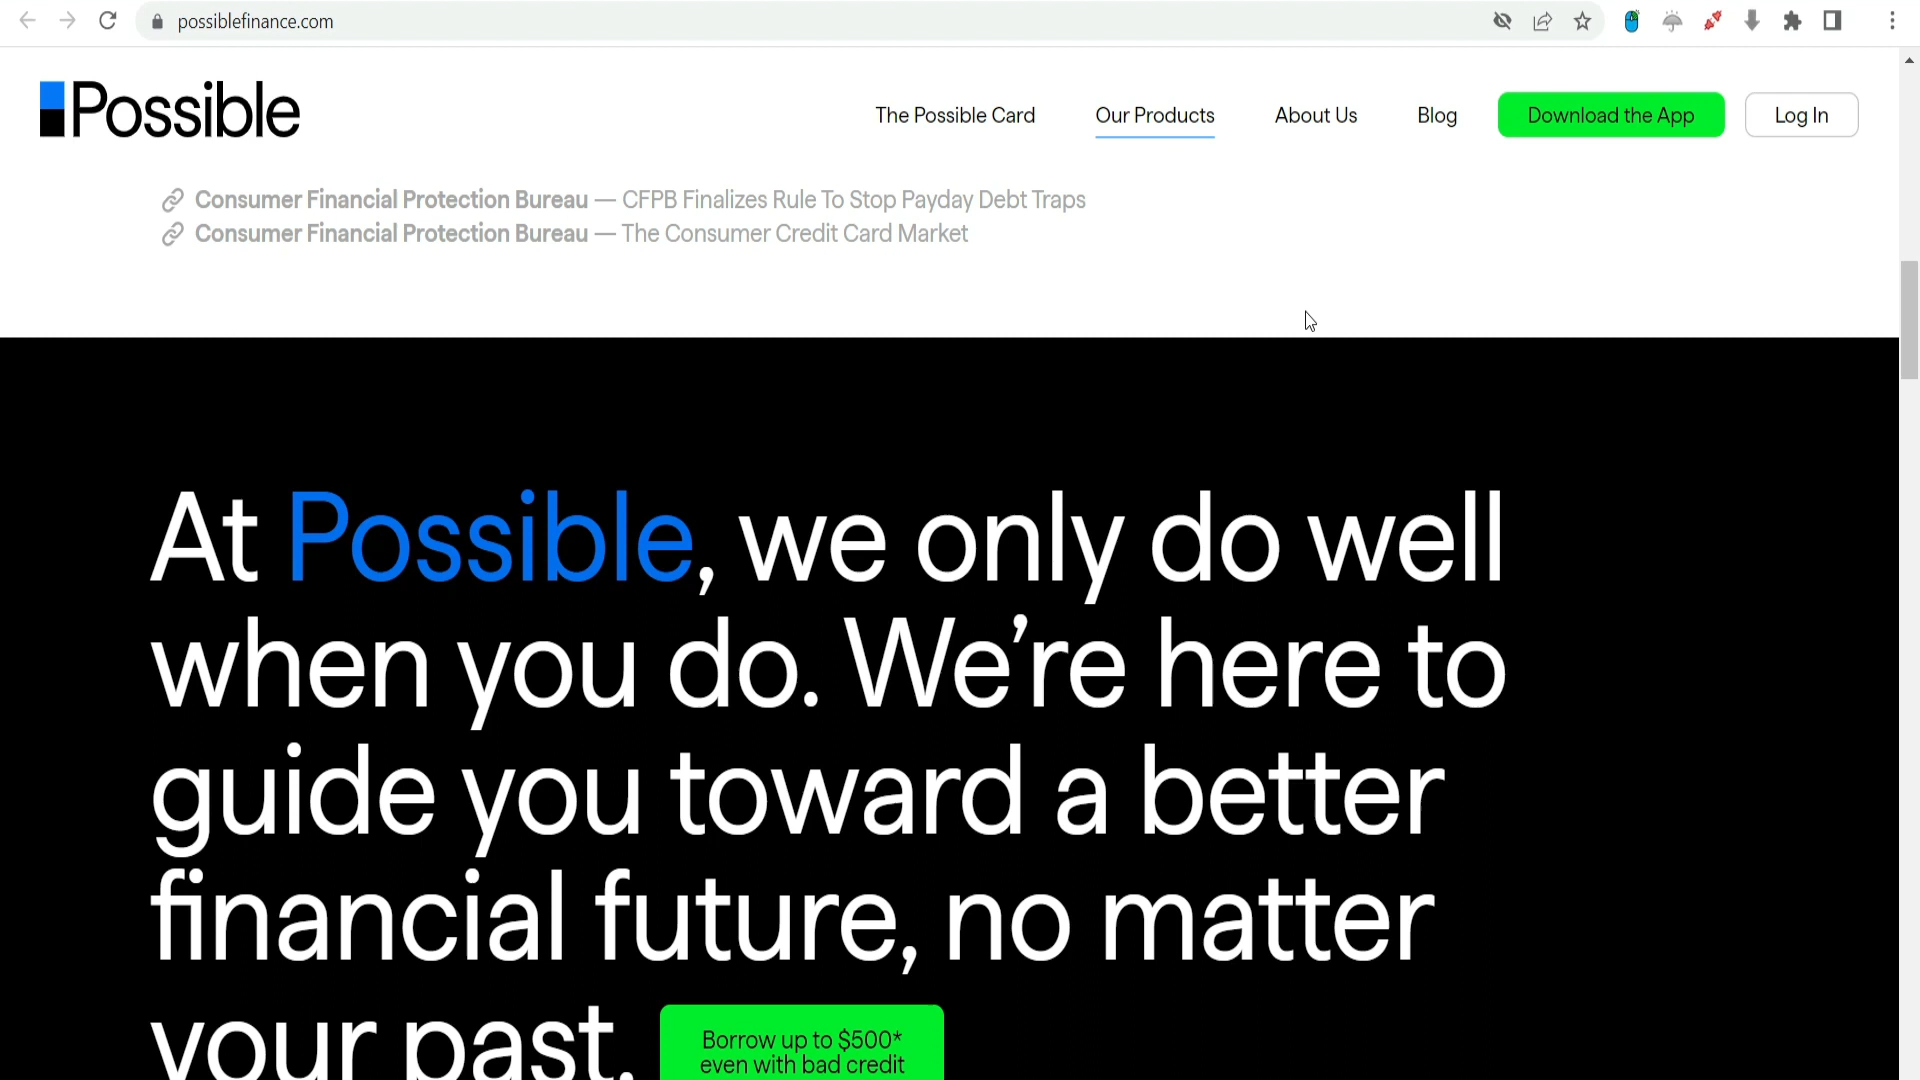 possiblefinance.com
Possible
The Possible Card
Our Products
About Us
Blog
Download the App
Log In
Consumer Financial Protection Bureau — CFPB Finalizes Rule To Stop Payday Debt Traps
Consumer Financial Protection Bureau — The Consumer Credit Card Market
At Possible, we only do well
when you do. We’re here to
guide you toward a better
financial future, no matter
your past.
Borrow up to $500*
even with bad credit